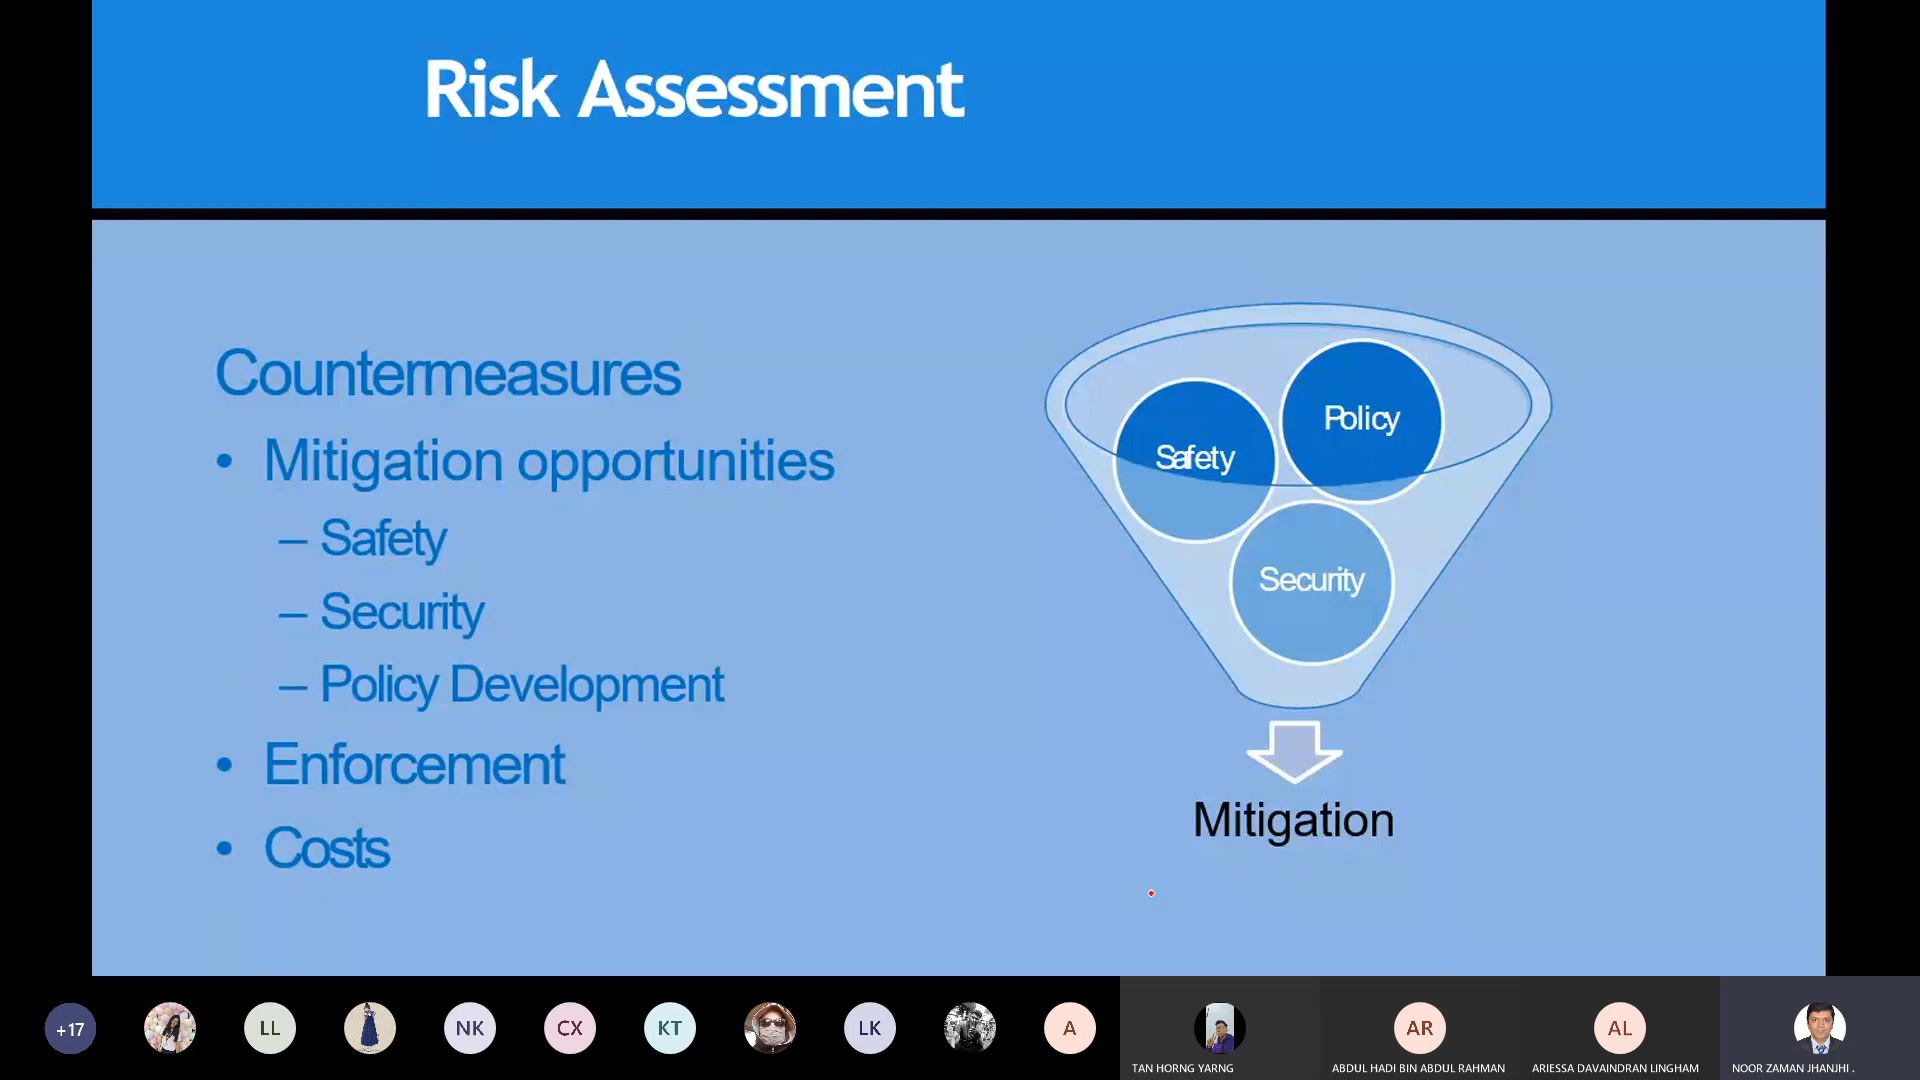 Risk Assessment
Countermeasures
• Mitigation opportunities
– Safety
– Security
– Policy Development
• Enforcement
• Costs
Policy
Safety
Security
Mitigation
+17
LL
NK
CX
KT
LK
A
AR
AL
TAN HORNG YARNG
ABDUL HADI BIN ABDUL RAHMAN
ARIESSA DAVAINDRAN LINGHAM
NOOR ZAMAN JHANJHI .